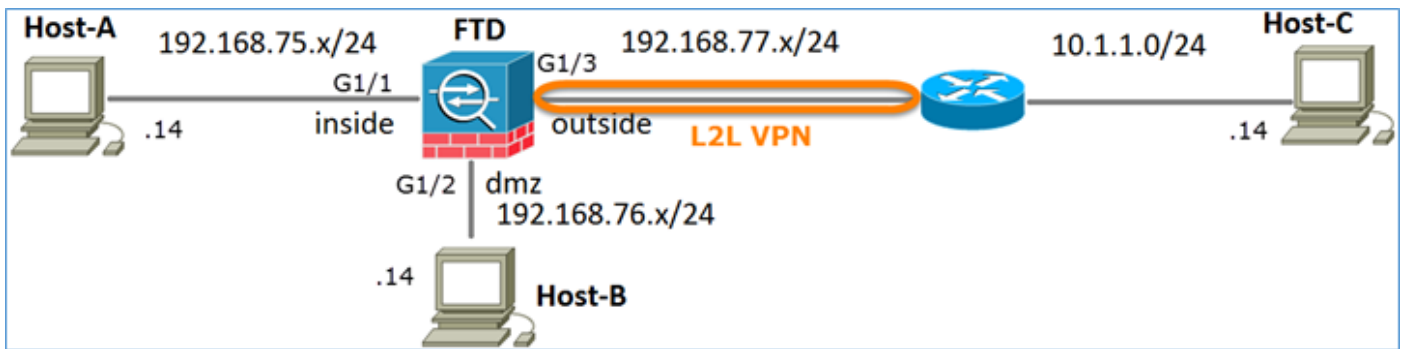 Host-A
FTD
Host-C
192.168.75.x/24
192.168.77.x/24
10.1.1.0/24
G1/1
G1/3
.14
inside
outside
L2L VPN
.14
G1/2
dmz
192.168.76.x/24
.14
Host-B